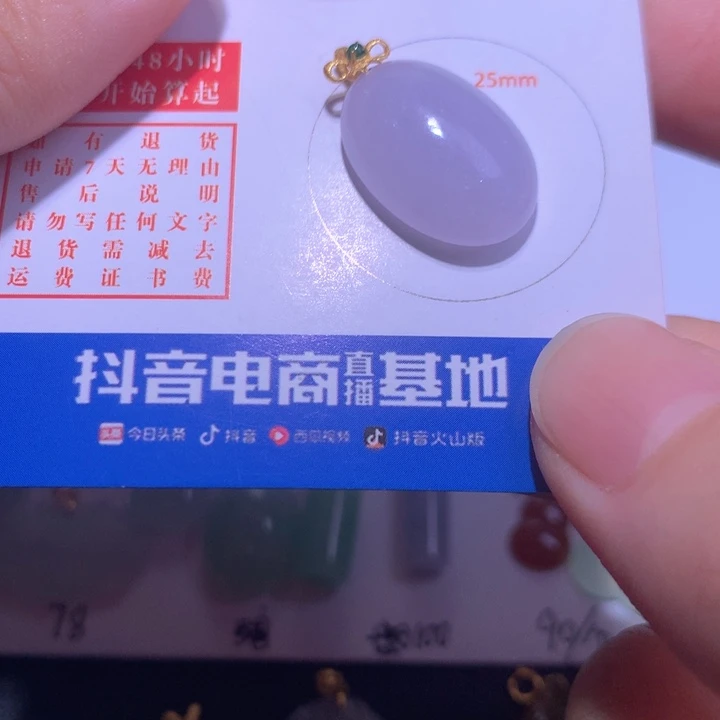 48小时
开始算起
25mm
有退货
申请7天无理由
售后说明
请勿写任何文字
退货需减去
运费证书费
抖音电商直播基地
头条 今日头条 抖音 西瓜视频 抖音火山版
78